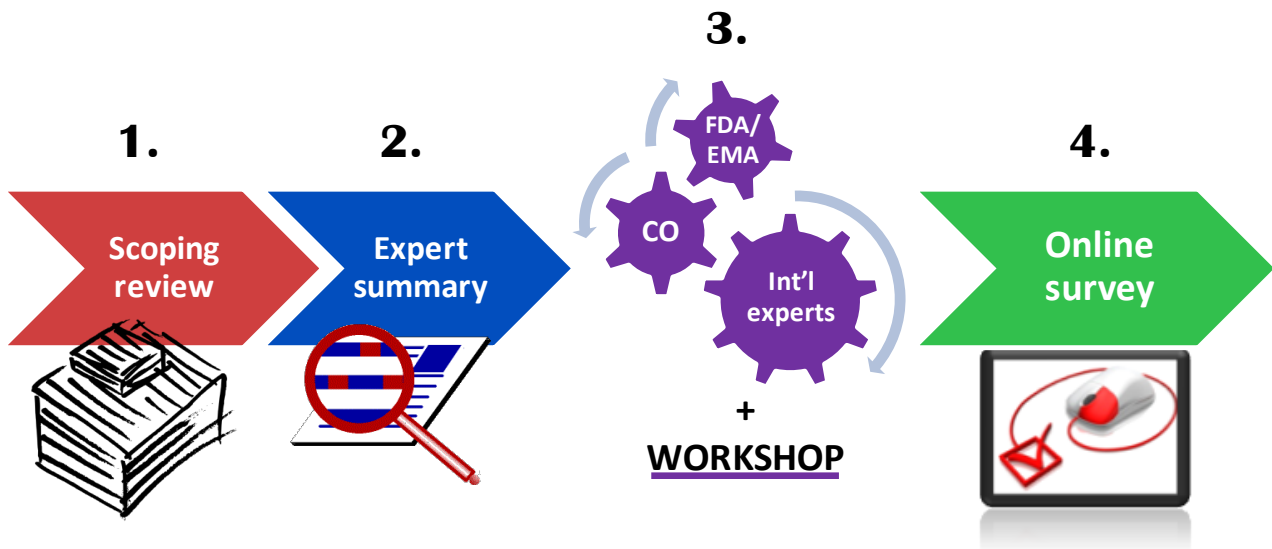 1.
Scoping
review
2.
Expert
summary
3.
FDA/
EMA
CO
Int'l
experts
+
WORKSHOP
4.
Online
survey